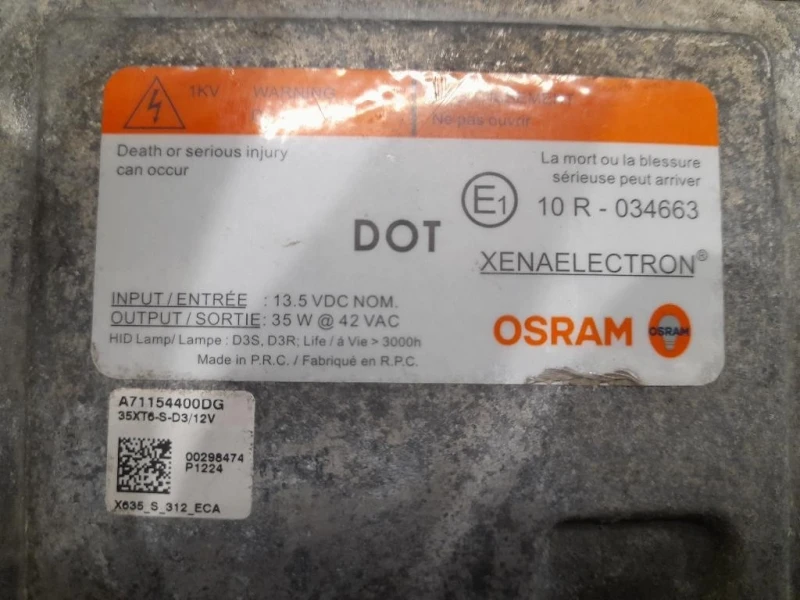 1KV WARNING
Ne pas ouvrir
Death or serious injury
can occur
La mort ou la blessure
sérieuse peut arriver
E1 10 R - 034663
DOT
XENAELECTRON®
INPUT/ENTRÉE : 13.5 VDC NOM.
OUTPUT/SORTIE: 35 W @ 42 VAC
HID Lamp/ Lampe : D3S, D3R; Life / à Vie > 3000h
Made in P.R.C./ Fabriqué en R.P.C.
OSRAM OSRAM
A71154400DG
35XT6-S-D3/12V
00298474
P1224
X635_S_312_ECA